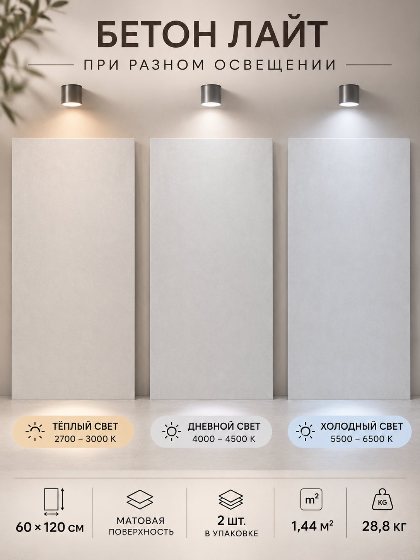 БЕТОН ЛАЙТ
ПРИ РАЗНОМ ОСВЕЩЕНИИ
ТЁПЛЫЙ СВЕТ
2700 – 3000 К
ДНЕВНОЙ СВЕТ
4000 – 4500 К
ХОЛОДНЫЙ СВЕТ
5500 – 6500 К
60 × 120 СМ
МАТОВАЯ
ПОВЕРХНОСТЬ
2 ШТ.
В УПАКОВКЕ
m²
1,44 М²
KG
28,8 КГ